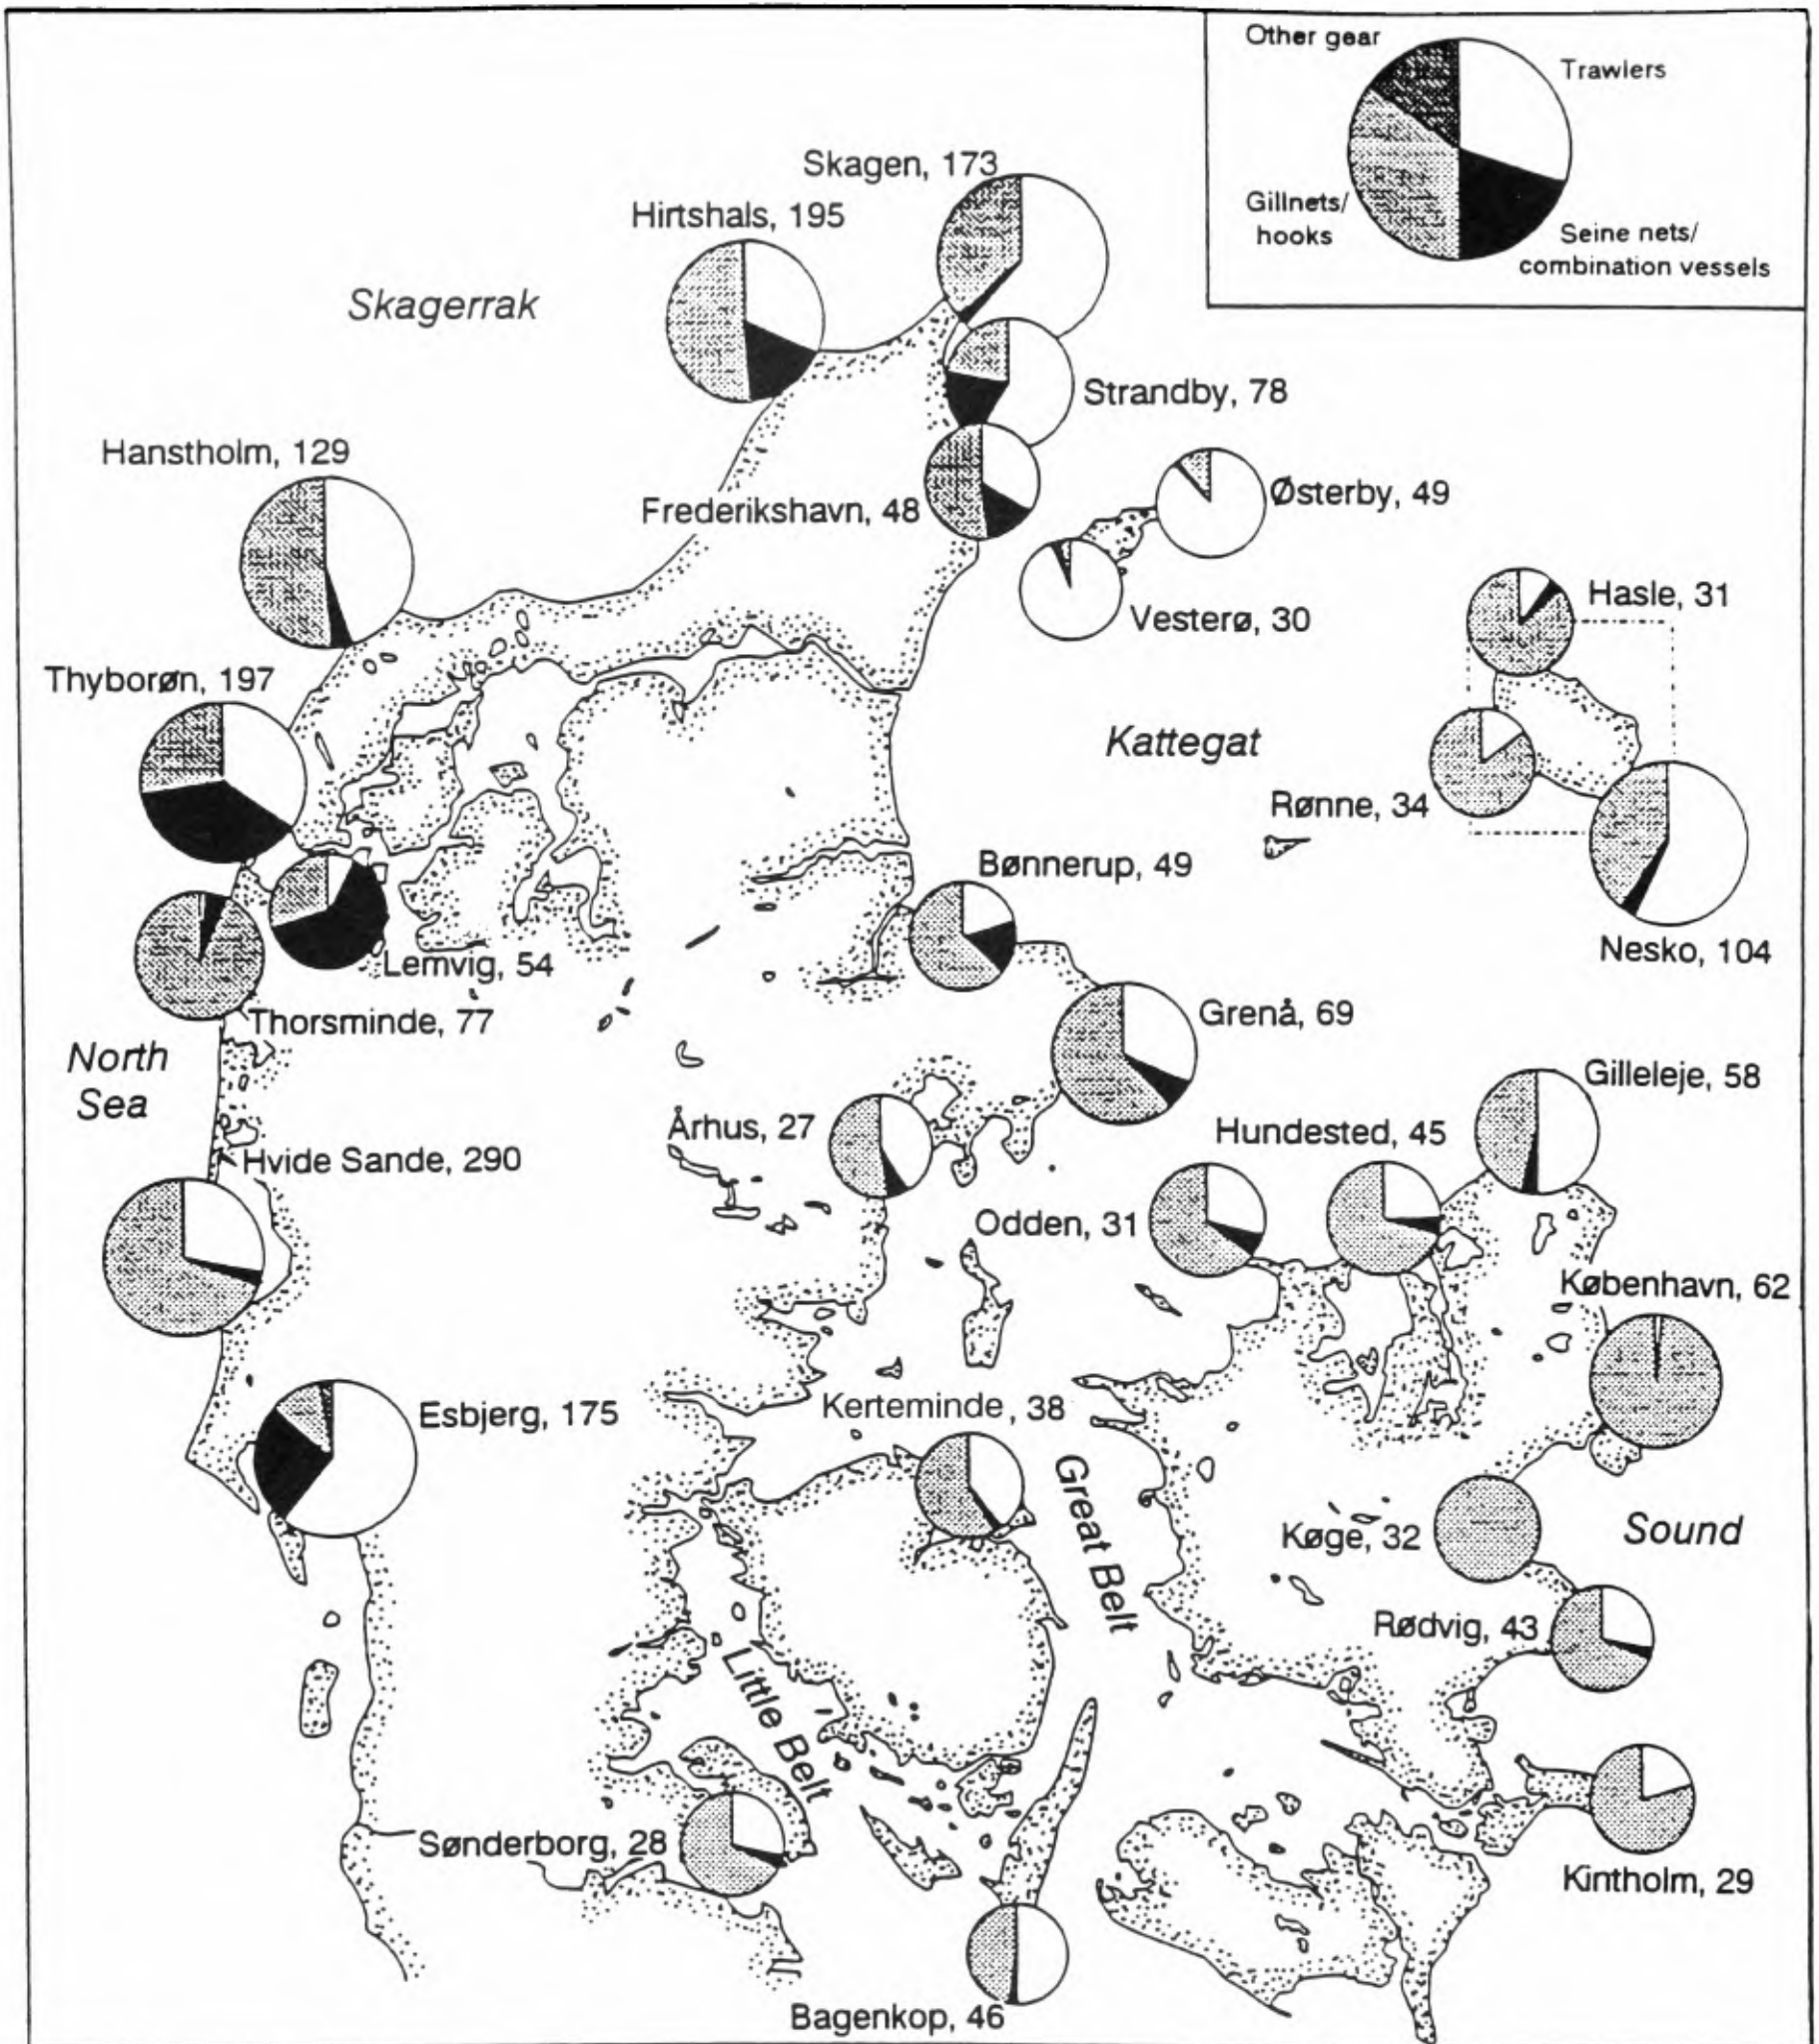 Other gear
Trawlers
Gillnets/
hooks
Seine nets/
combination vessels
Skagen, 173
Hirtshals, 195
Skagerrak
Strandby, 78
Hanstholm, 129
Frederikshavn, 48
Østerby, 49
Vesterø, 30
Hasle, 31
Thyborøn, 197
Kattegat
Rønne, 34
Bønnerup, 49
Nesko, 104
Lemvig, 54
Thorsminde, 77
Grenå, 69
North
Sea
Gilleleje, 58
Århus, 27
Hundested, 45
Hvide Sande, 290
Odden, 31
København, 62
Esbjerg, 175
Kerteminde, 38
Great Belt
Køge, 32
Sound
Rødvig, 43
Little Belt
Sønderborg, 28
Kintholm, 29
Bagenkop, 46